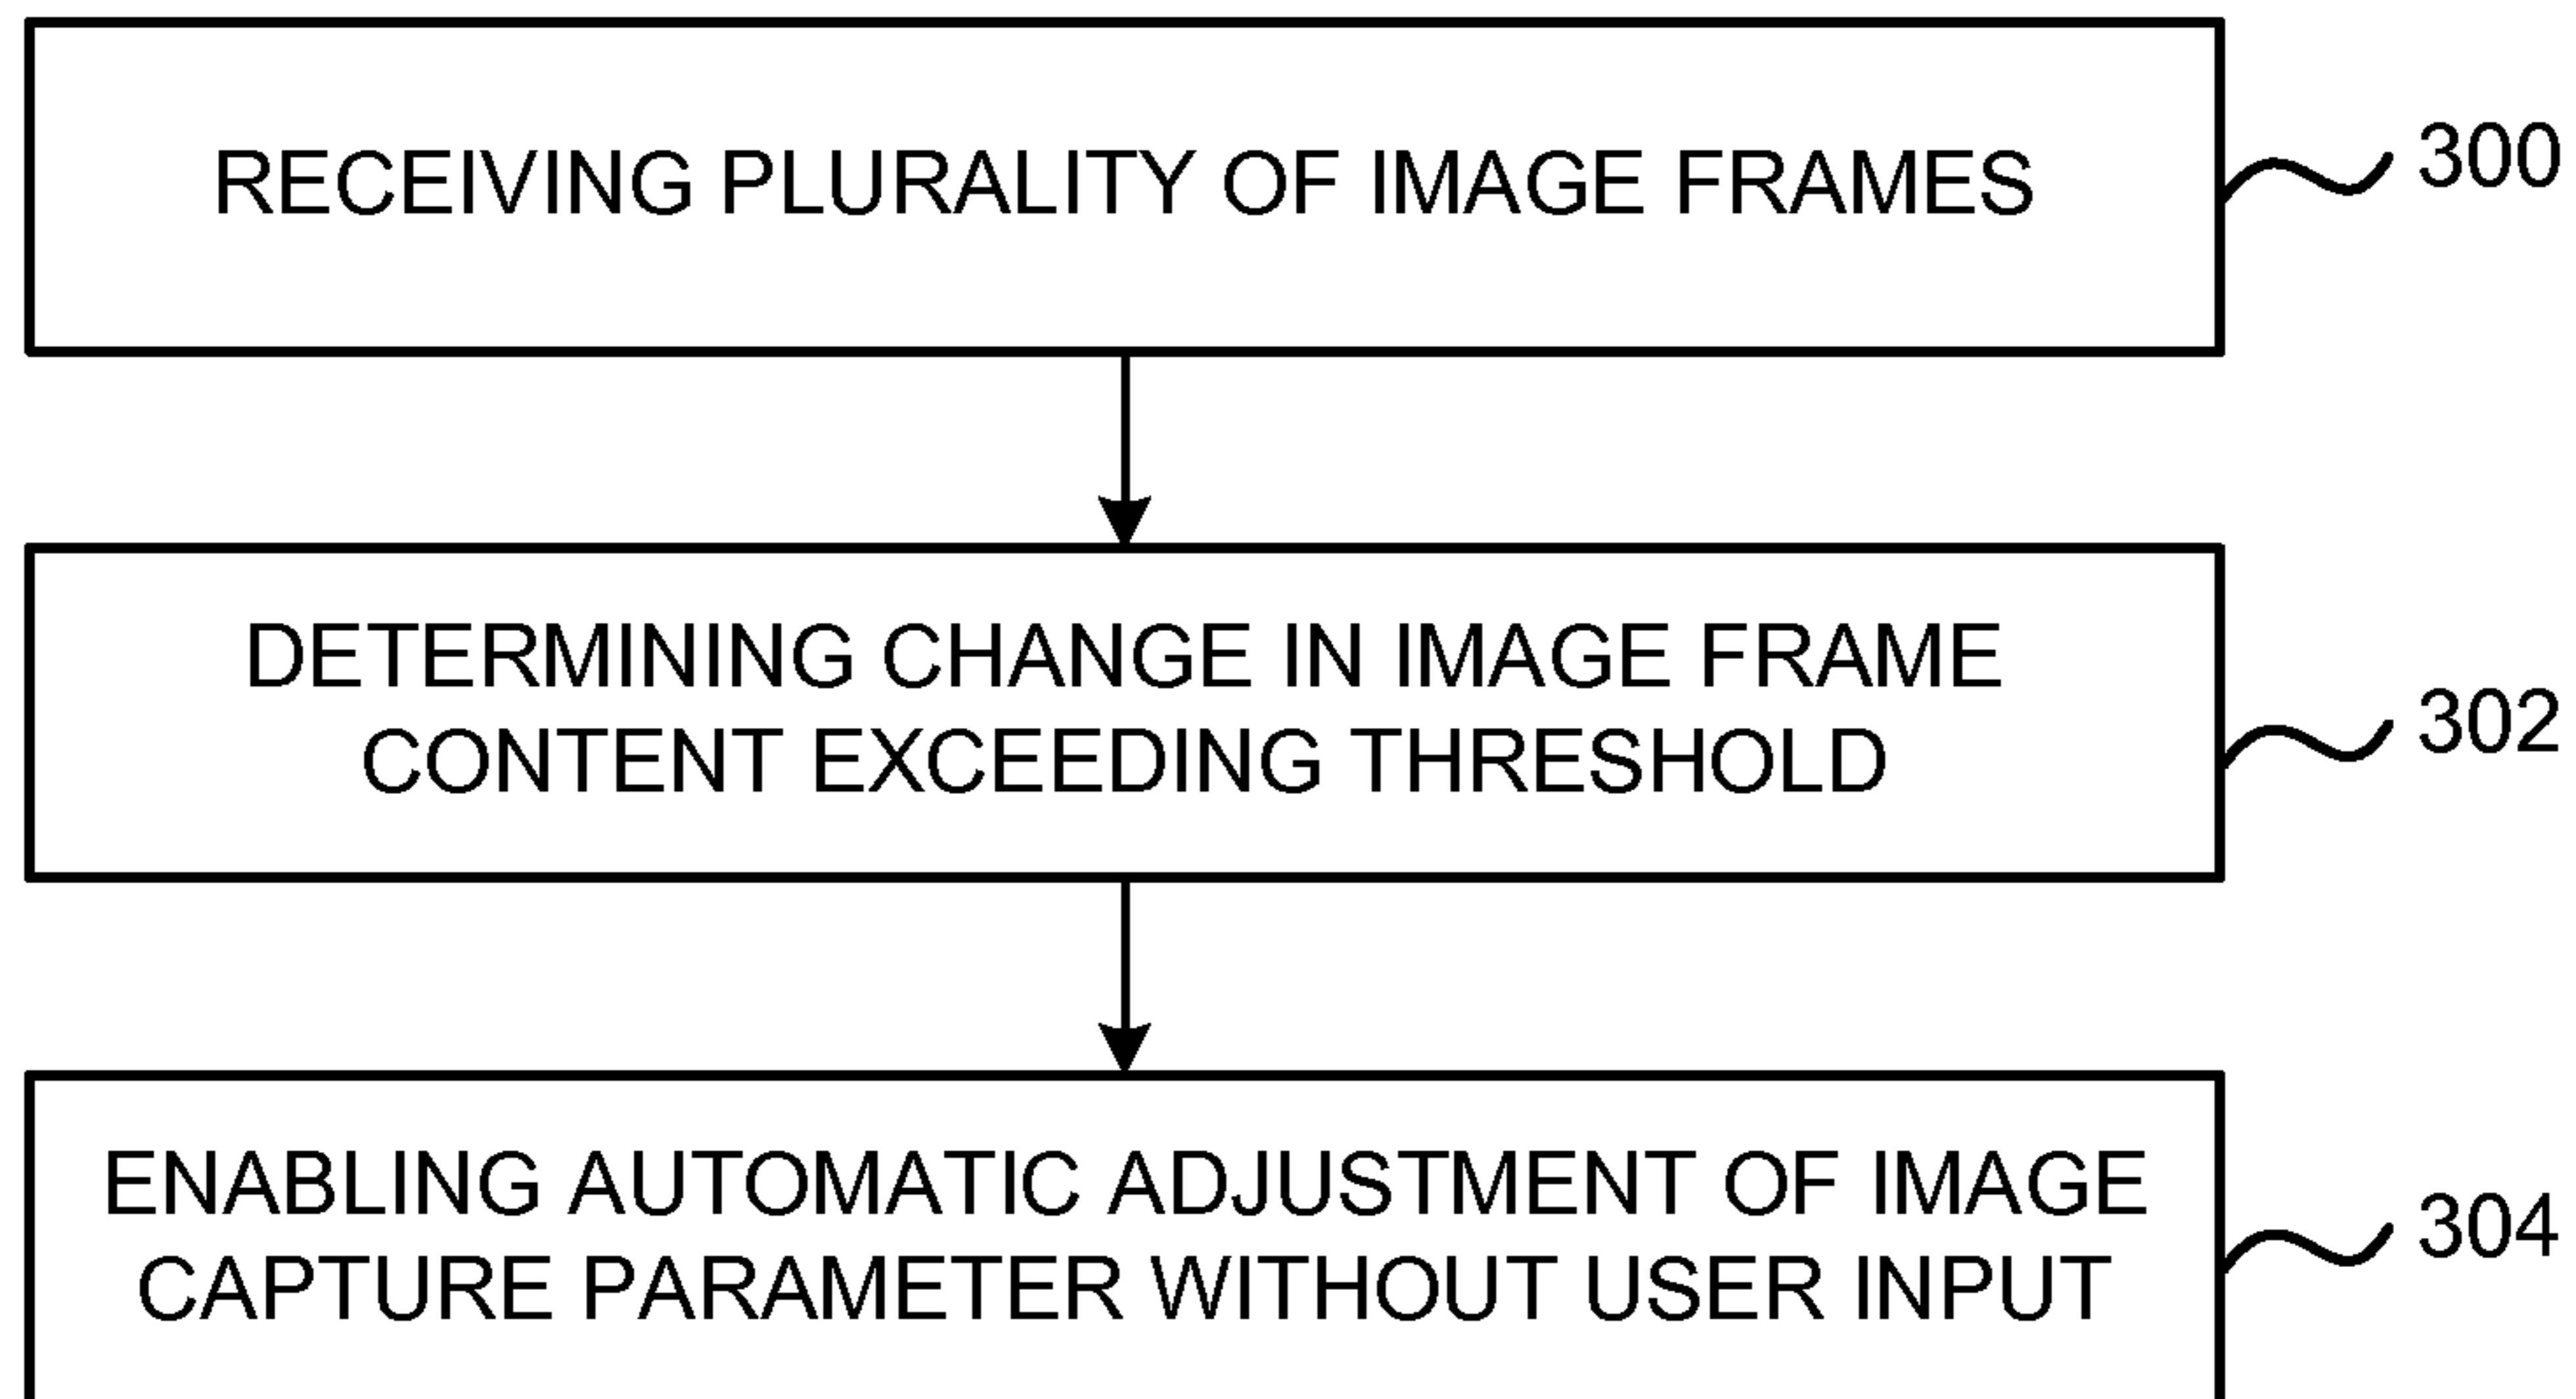 RECEIVING PLURALITY OF IMAGE FRAMES
300
DETERMINING CHANGE IN IMAGE FRAME
CONTENT EXCEEDING THRESHOLD
302
ENABLING AUTOMATIC ADJUSTMENT OF IMAGE
CAPTURE PARAMETER WITHOUT USER INPUT
304